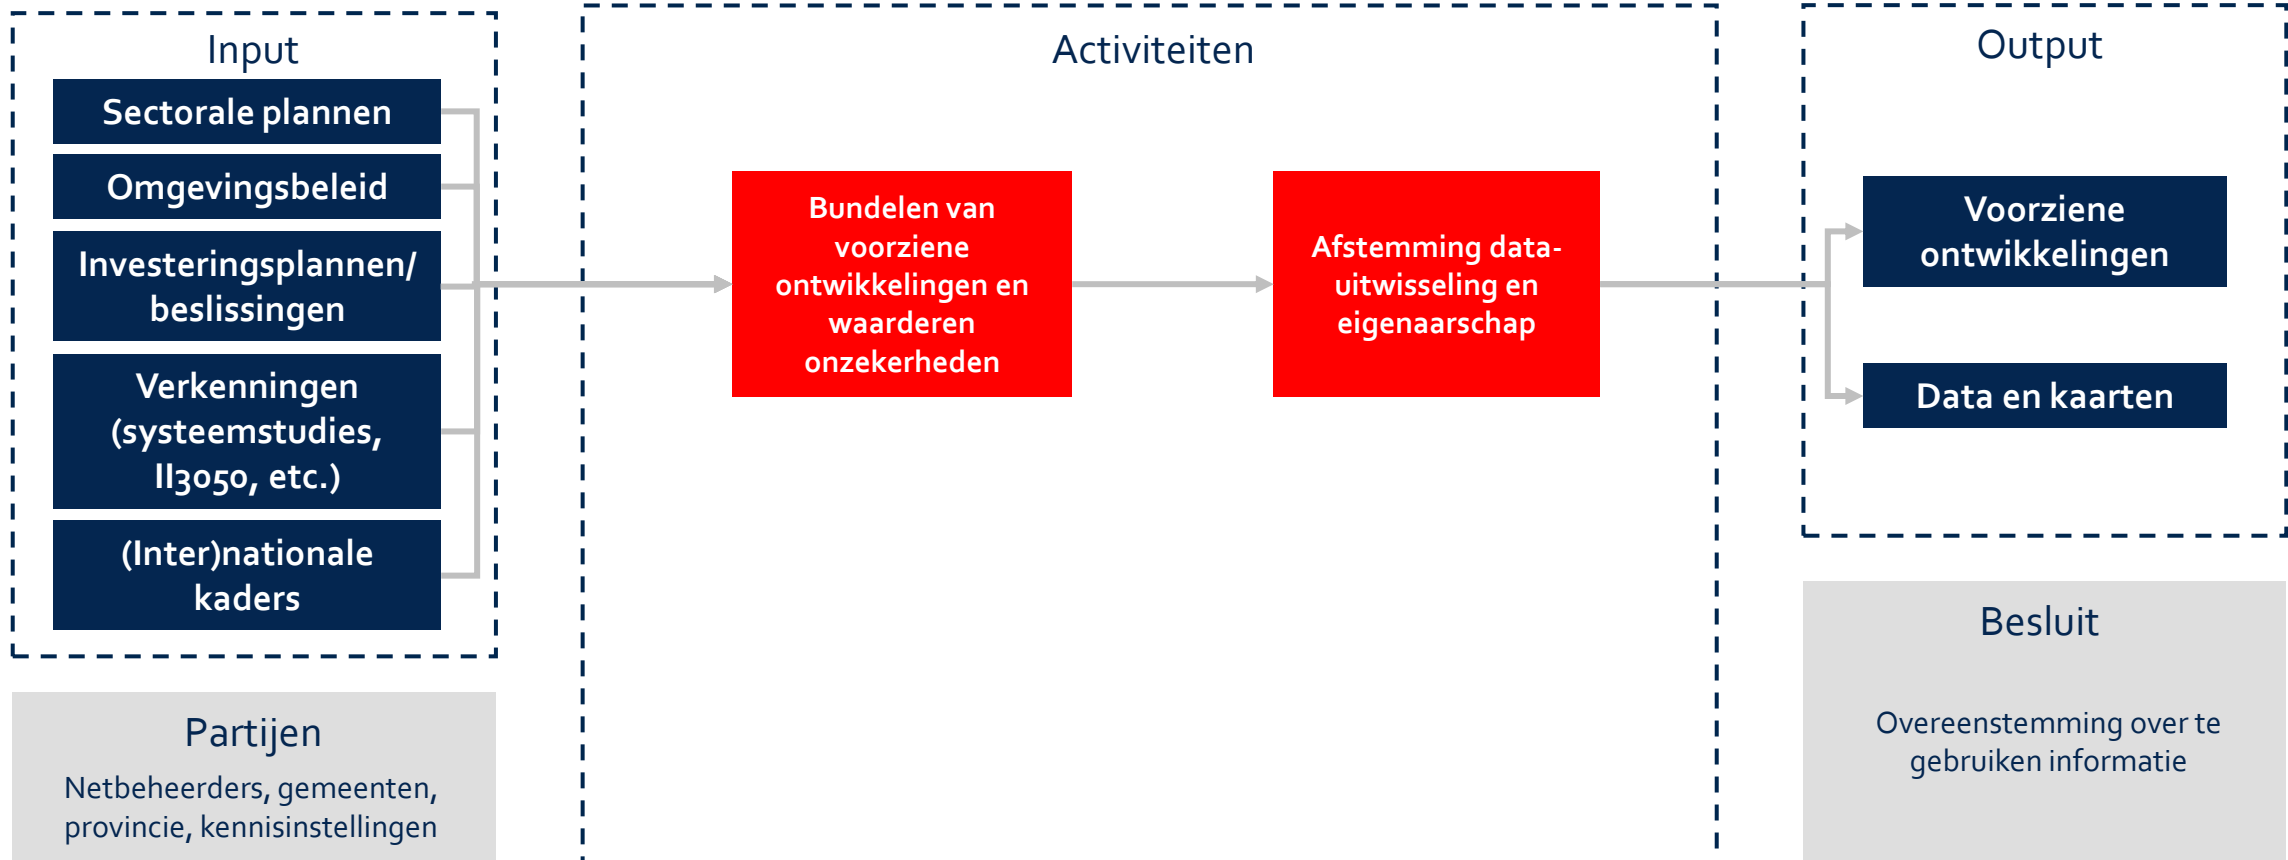 Input
Sectorale plannen
Omgevingsbeleid
Investeringsplannen/
beslissingen
Verkenningen
(systeemstudies,
II3050, etc.)
(Inter)nationale
kaders
Partijen
Netbeheerders, gemeenten,
provincie, kennisinstellingen
Activiteiten
Bundelen van
voorziene
ontwikkelingen en
waarderen
onzekerheden
Afstemming data-
uitwisseling en
eigenaarschap
Output
Voorziene
ontwikkelingen
Data en kaarten
Besluit
Overeenstemming over te
gebruiken informatie